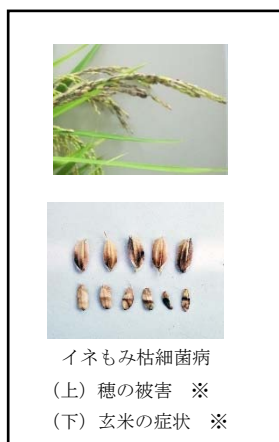 イネもみ枯細菌病
（上）穂の被害　※
（下）玄米の症状　※